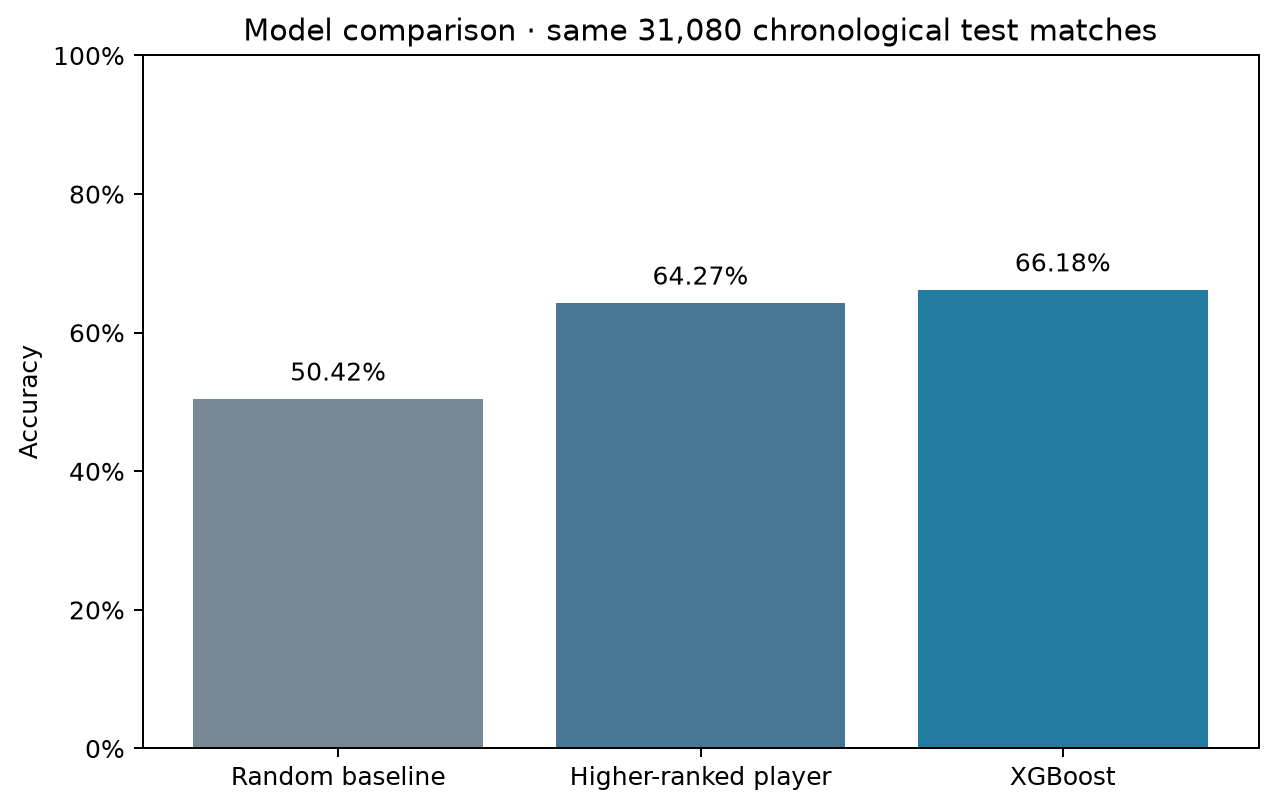 Model comparison · same 31,080 chronological test matches
100%
80%
60%
40%
20%
0%
Accuracy
50.42%
64.27%
66.18%
Random baseline
Higher-ranked player
XGBoost